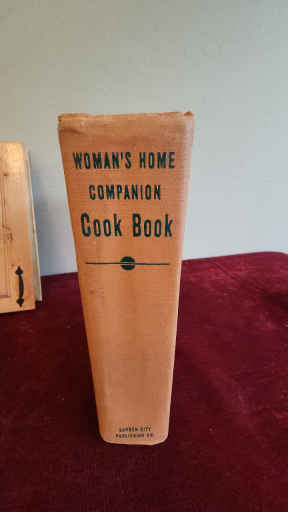 WOMAN'S HOME
COMPANION
Cook Book
GARDEN CITY
PUBLISHING CO.